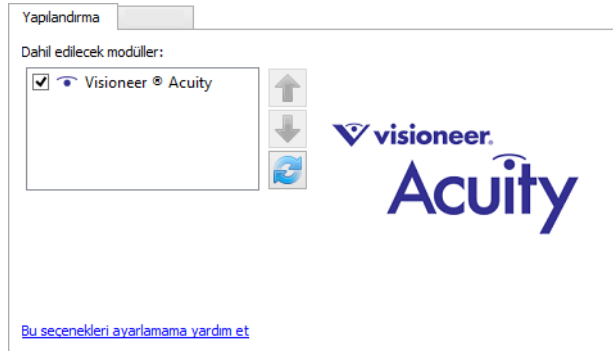 Yapılandırma
Dahil edilecek modüller:
Visioneer ® Acuity
visioneer.
Acuity
Bu seçenekleri ayarlamama yardım et